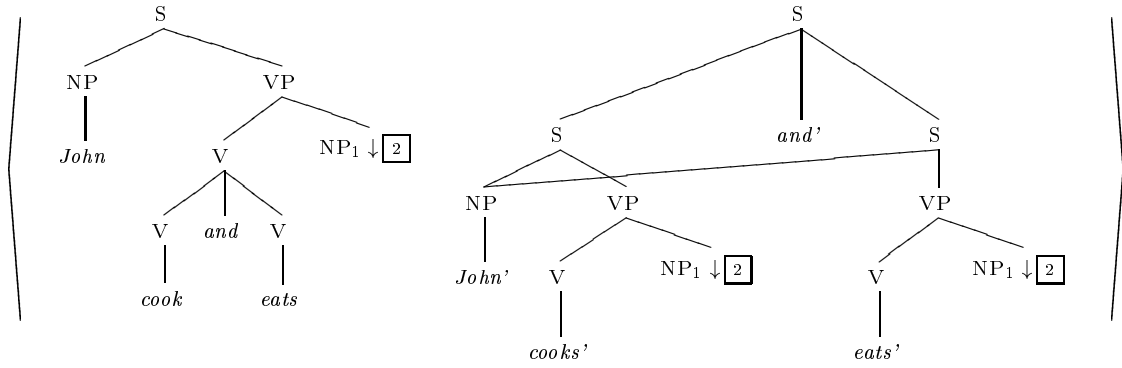 S S
NP VP
S and' S
John V NP₁ ↓ 2
V and V NP VP VP
cook eats John' V NP₁ ↓ 2 V NP₁ ↓ 2
cooks' eats'